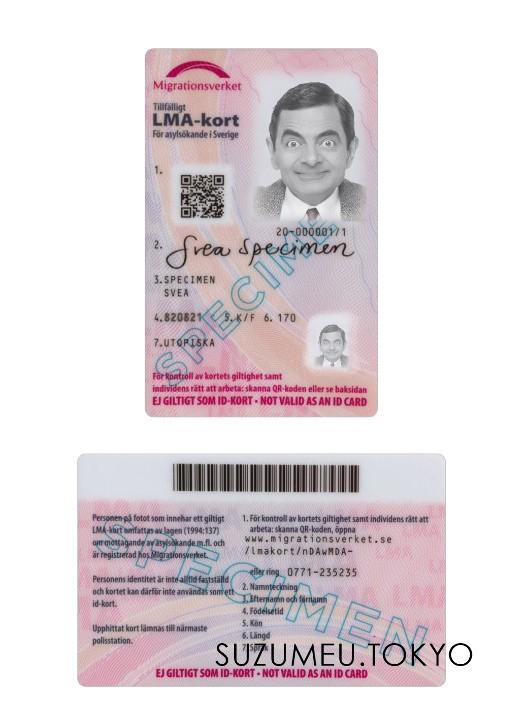 Migrationsverket
Tillfälligt
LMA-kort
För asylsökande i Sverige
1.
20-000001/1
2. Svea Specimen
3.SPECIMEN
SVEA
4.820821 5.K/F 6.170
7.UTOPISKA
SPECIMEN
För kontroll av kortets giltighet samt
individens rätt att arbeta: skanna QR-koden eller se baksidan
EJ GILTIGT SOM ID-KORT • NOT VALID AS AN ID CARD
Personen på fotot som innehar ett giltigt
LMA-kort omfattas av lagen (1994:137)
om mottagande av asylsökande m.fl. och
är registrerad hos Migrationsverket.
Personens identitet är inte alltid fastställd
och kortet kan därför inte användas som ett
id-kort.
Upphittat kort lämnas till närmaste
polisstation.
1. För kontroll av kortets giltighet samt individens rätt att
arbeta: skanna QR-koden, öppna
www.migrationsverket.se
/lmakort/nDAwMDA-
eller ring 0771-235235
2. Namnteckning
3. Efternamn och förnamn
4. Födelsetid
5. Kön
6. Längd
7. Språk
SPECIMEN
EJ GILTIGT SOM ID-KORT • NOT VALID AS AN ID CARD
SUZUMEU.TOKYO